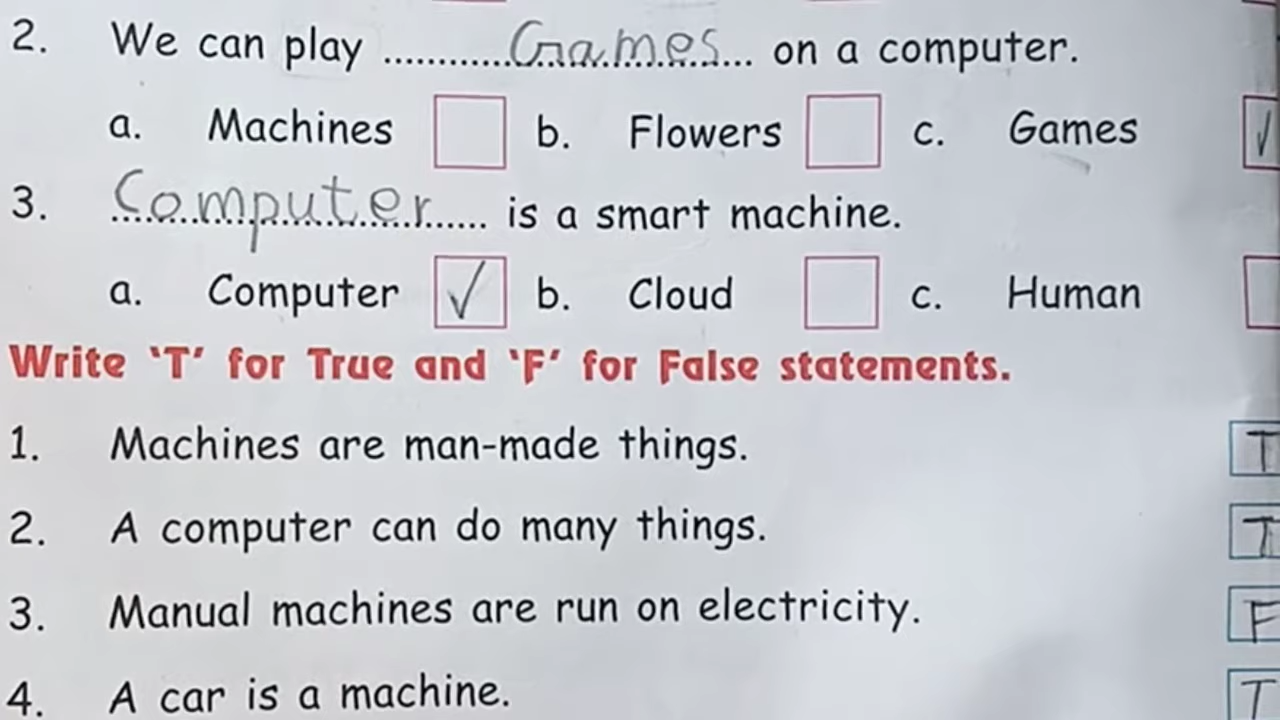 2. We can play ..........Games.......... on a computer.
a. Machines b. Flowers c. Games ✓
3. Computer...... is a smart machine.
a. Computer ✓ b. Cloud c. Human
Write ‘T’ for True and ‘F’ for False statements.
1. Machines are man-made things. T
2. A computer can do many things. T
3. Manual machines are run on electricity. F
4. A car is a machine. T